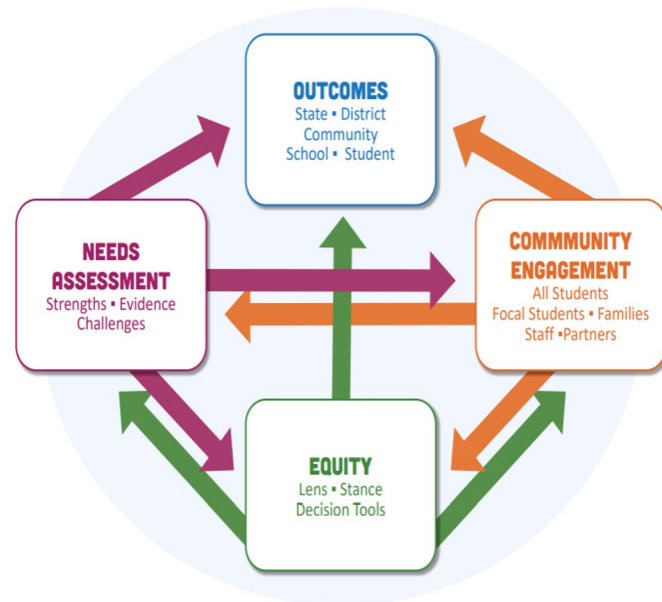 OUTCOMES
State ▪ District
Community
School ▪ Student
NEEDS
ASSESSMENT
Strengths ▪ Evidence
Challenges
COMMMUNITY
ENGAGEMENT
All Students
Focal Students ▪ Families
Staff ▪Partners
EQUITY
Lens ▪ Stance
Decision Tools